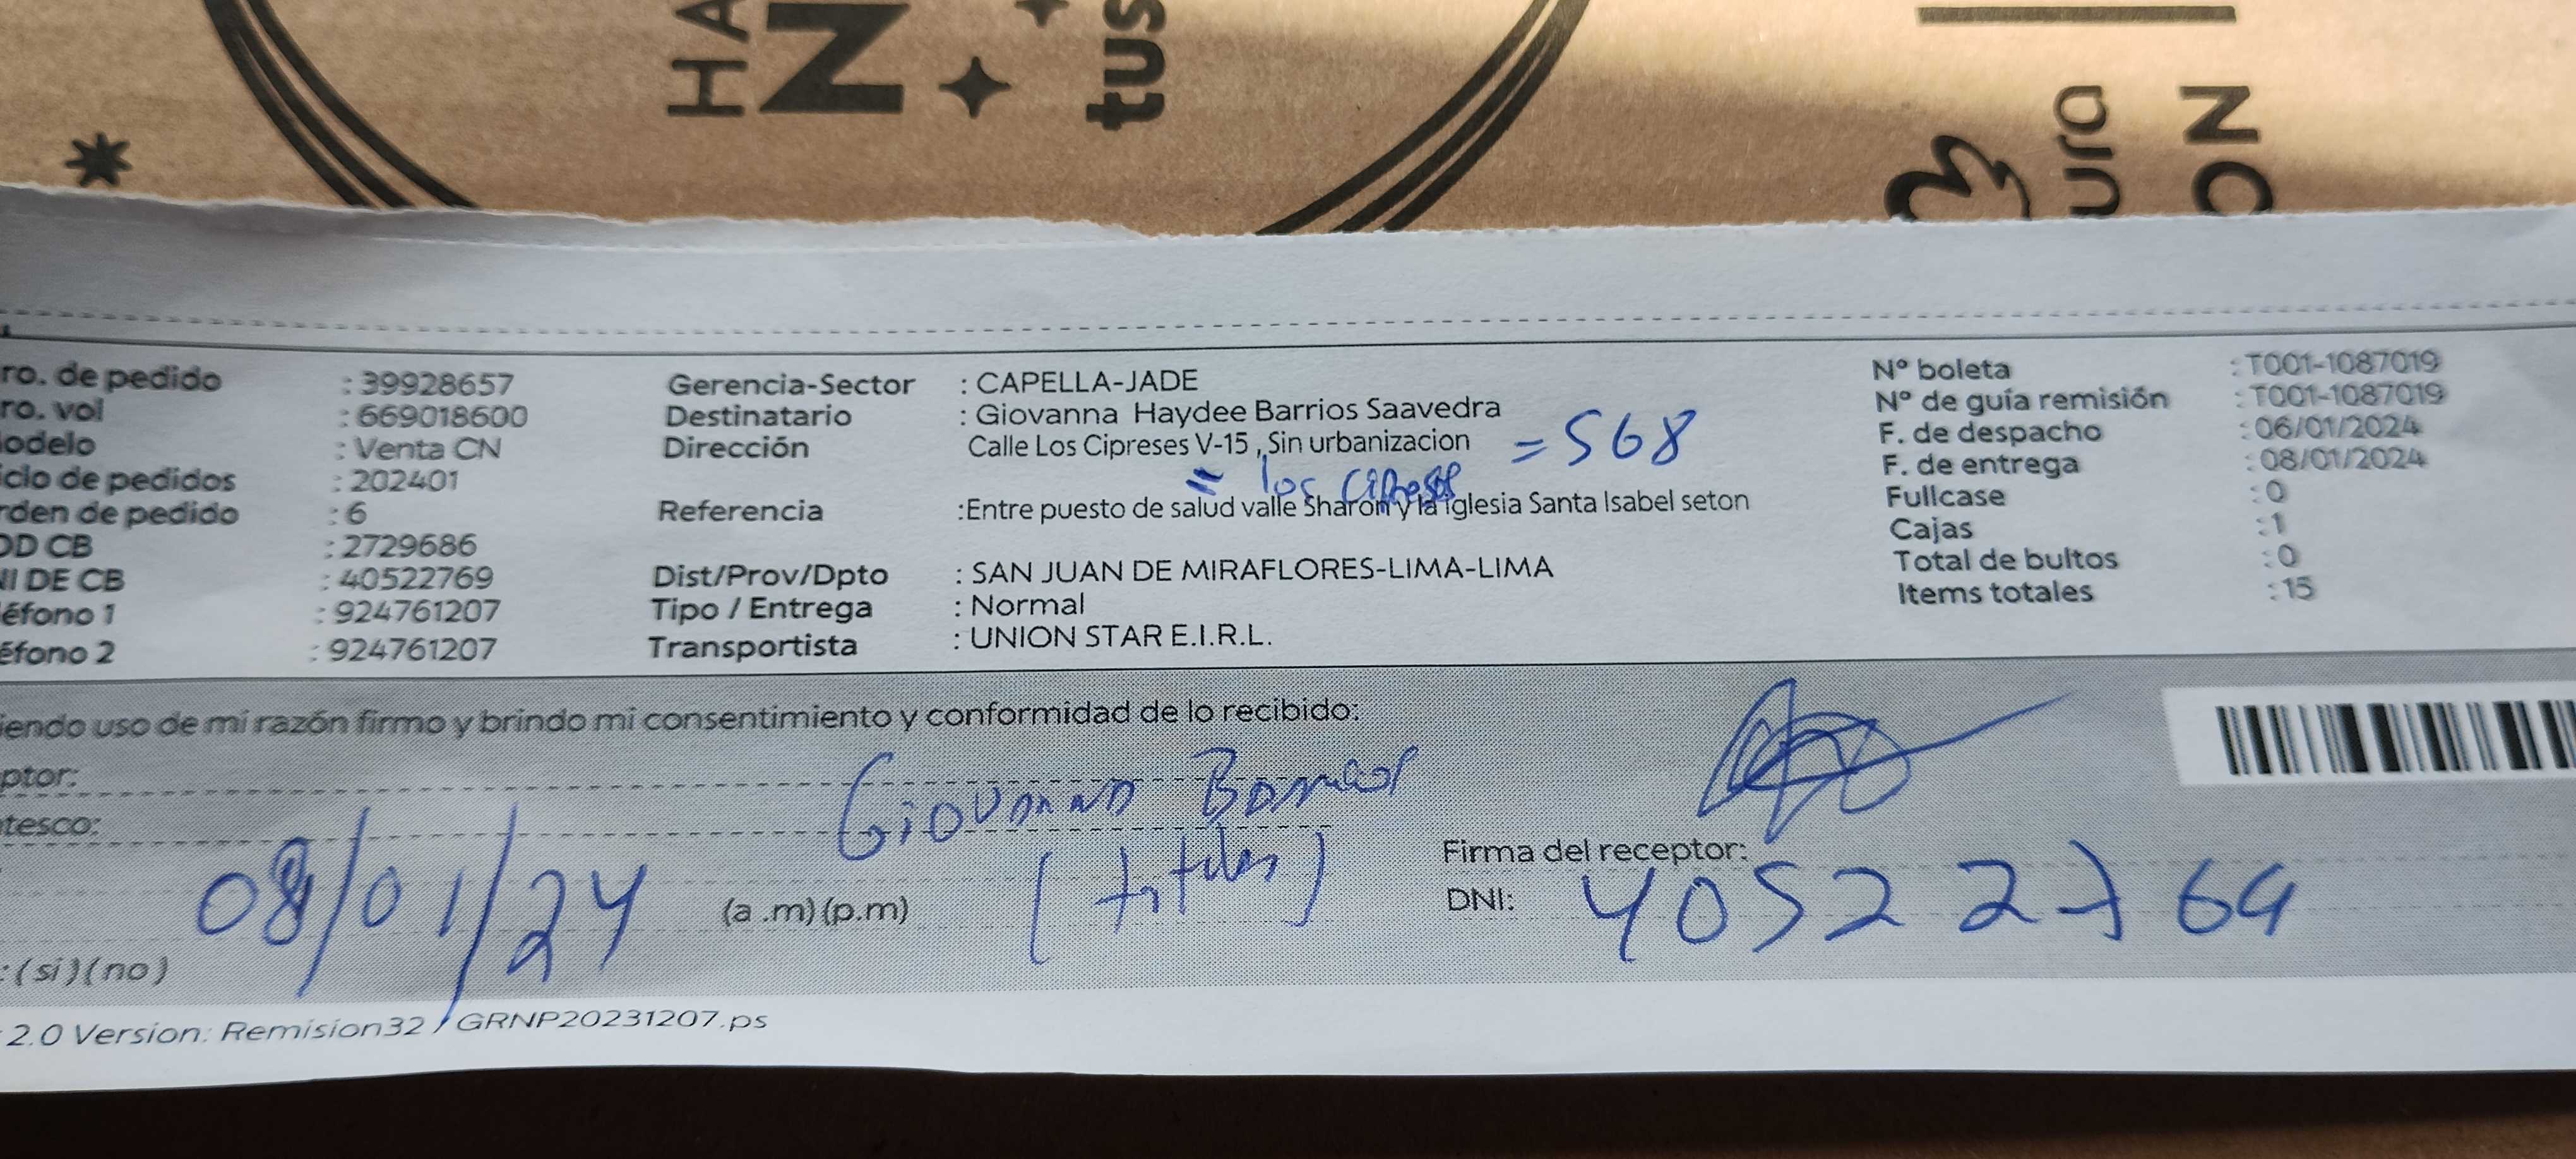 HA
N
tus
ura
ON
ro. de pedido : 39928657
ro. vol : 669018600
odelo : Venta CN
iclo de pedidos : 202401
rden de pedido : 6
OD CB : 2729686
NI DE CB : 40522769
éfono 1 : 924761207
éfono 2 : 924761207
Gerencia-Sector : CAPELLA-JADE
Destinatario : Giovanna Haydee Barrios Saavedra
Dirección Calle Los Cipreses V-15 , Sin urbanizacion = 568
= los cipreses
Referencia :Entre puesto de salud valle Sharon y la iglesia Santa Isabel seton
Dist/Prov/Dpto : SAN JUAN DE MIRAFLORES-LIMA-LIMA
Tipo / Entrega : Normal
Transportista : UNION STAR E.I.R.L.
Nº boleta : T001-1087019
Nº de guía remisión : T001-1087019
F. de despacho : 06/01/2024
F. de entrega : 08/01/2024
Fullcase : 0
Cajas : 1
Total de bultos : 0
Items totales : 15
iendo uso de mi razón firmo y brindo mi consentimiento y conformidad de lo recibido:
ptor: Giovanna Barrios
tesco: (titular)
Firma del receptor:
08/01/24 (a .m) (p.m)
DNI: 40522769
: (si) (no)
2.0 Version: Remision32 / GRNP20231207.ps